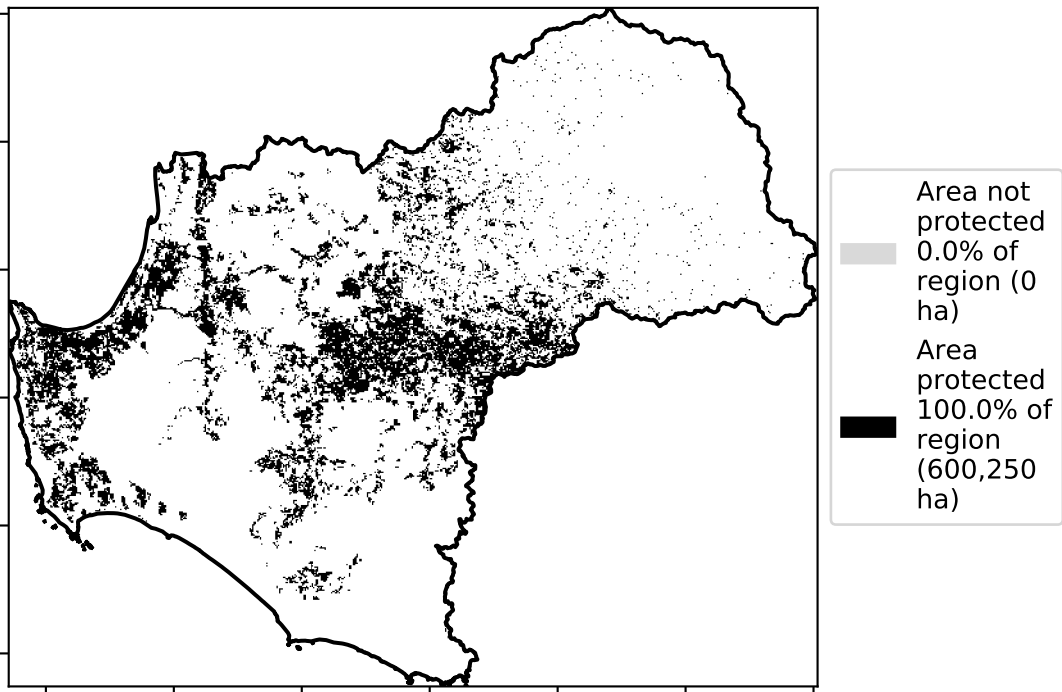 Area not
protected
0.0% of
region (0
ha)
Area
protected
100.0% of
region
(600,250
ha)